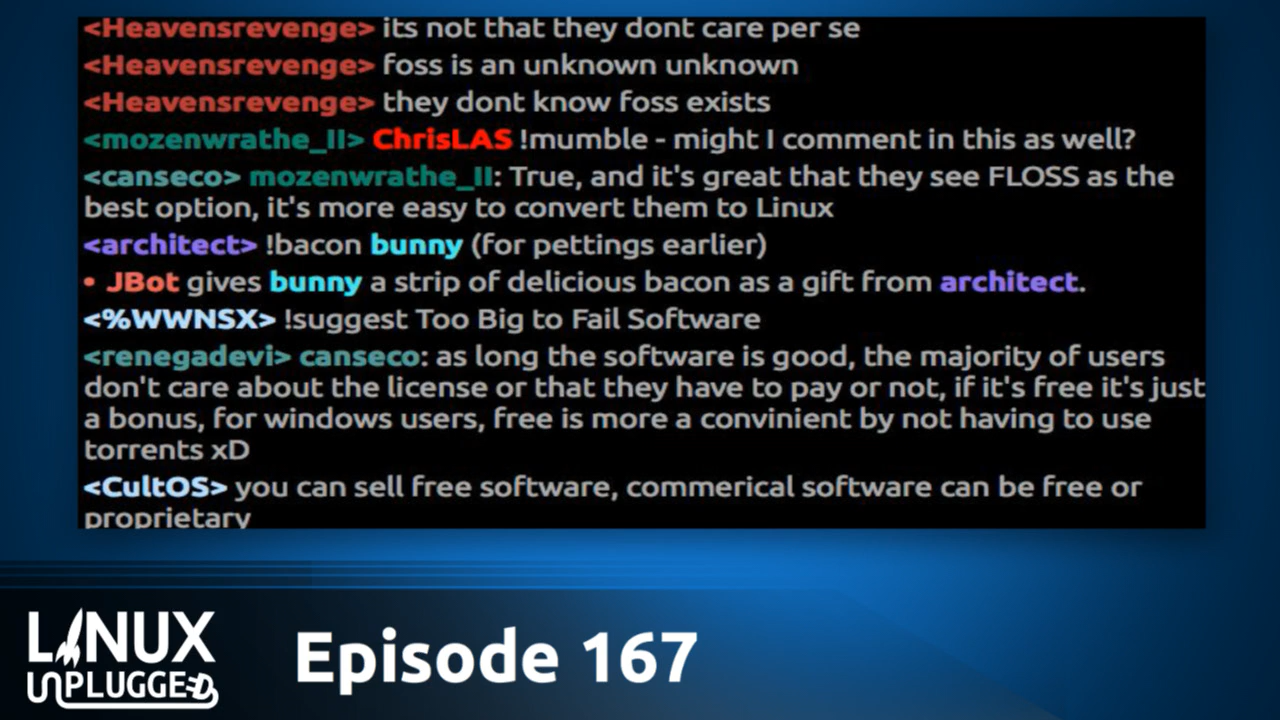 <Heavensrevenge> its not that they dont care per se
<Heavensrevenge> foss is an unknown unknown
<Heavensrevenge> they dont know foss exists
<mozenwrathe_II> ChrisLAS !mumble - might I comment in this as well?
<canseco> mozenwrathe_II: True, and it's great that they see FLOSS as the
best option, it's more easy to convert them to Linux
<architect> !bacon bunny (for pettings earlier)
• JBot gives bunny a strip of delicious bacon as a gift from architect.
<%WWNSX> !suggest Too Big to Fail Software
<renegadevi> canseco: as long the software is good, the majority of users
don't care about the license or that they have to pay or not, if it's free it's just
a bonus, for windows users, free is more a convinient by not having to use
torrents xD
<CultOS> you can sell free software, commerical software can be free or
proprietary
LINUX
UNPLUGGED
Episode 167